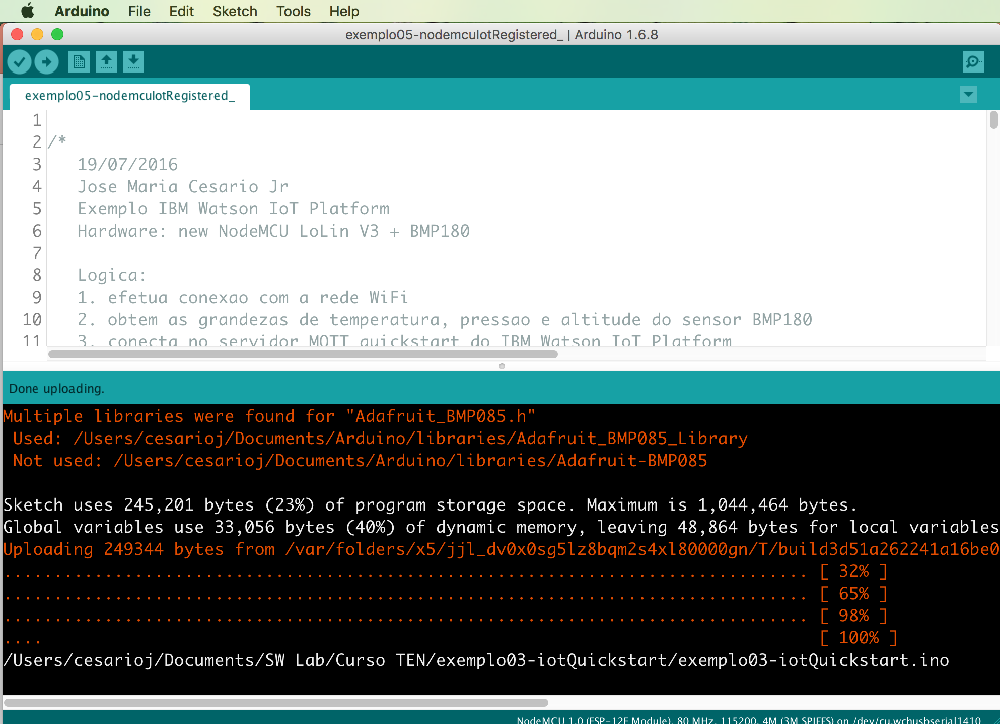 Arduino File Edit Sketch Tools Help
exemplo05-nodemcuIotRegistered_ | Arduino 1.6.8
exemplo05-nodemcuIotRegistered_
1
2 /*
3 19/07/2016
4 Jose Maria Cesario Jr
5 Exemplo IBM Watson IoT Platform
6 Hardware: new NodeMCU LoLin V3 + BMP180
7
8 Logica:
9 1. efetua conexao com a rede WiFi
10 2. obtem as grandezas de temperatura, pressao e altitude do sensor BMP180
11 3. conecta no servidor MQTT quickstart do IBM Watson IoT Platform
Done uploading.
Multiple libraries were found for "Adafruit_BMP085.h"
Used: /Users/cesarioj/Documents/Arduino/libraries/Adafruit_BMP085_Library
Not used: /Users/cesarioj/Documents/Arduino/libraries/Adafruit-BMP085
Sketch uses 245,201 bytes (23%) of program storage space. Maximum is 1,044,464 bytes.
Global variables use 33,056 bytes (40%) of dynamic memory, leaving 48,864 bytes for local variables
Uploading 249344 bytes from /var/folders/x5/jjl_dv0x0sg5lz8bqm2s4xl80000gn/T/build3d51a262241a16be0
................................................................................ [ 32% ]
................................................................................ [ 65% ]
................................................................................ [ 98% ]
.... [ 100% ]
/Users/cesarioj/Documents/SW Lab/Curso TEN/exemplo03-iotQuickstart/exemplo03-iotQuickstart.ino
NodeMCU 1.0 (ESP-12E Module), 80 MHz, 115200, 4M (3M SPIFFS) on /dev/cu.wchusbserial1410